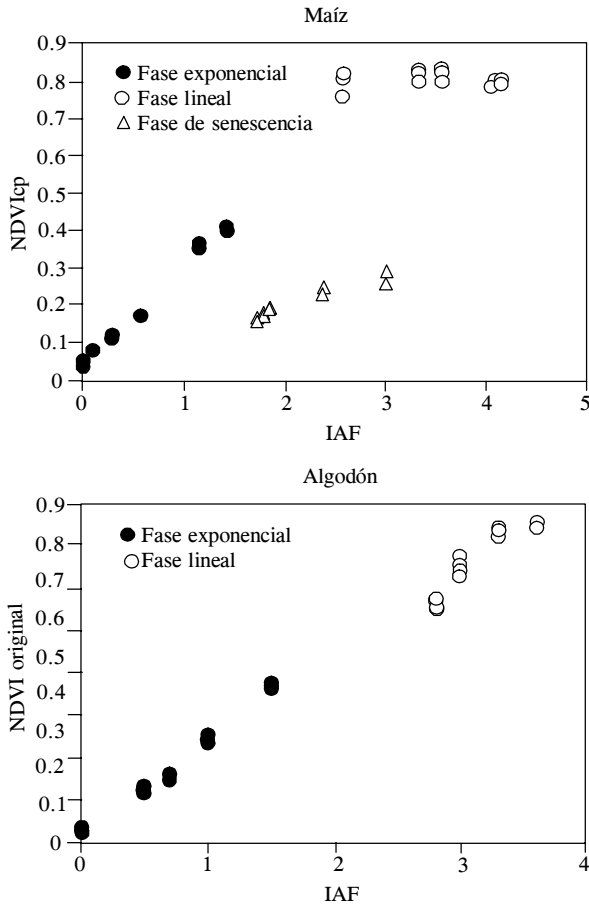 Maíz
0.9
0.8
0.7
0.6
0.5
0.4
0.3
0.2
0.1
0
NDVIcp
Fase exponencial
Fase lineal
Fase de senescencia
0 1 2 3 4 5
IAF
Algodón
0.9
0.8
0.7
0.6
0.5
0.4
0.3
0.2
0.1
0
NDVI original
Fase exponencial
Fase lineal
0 1 2 3 4
IAF